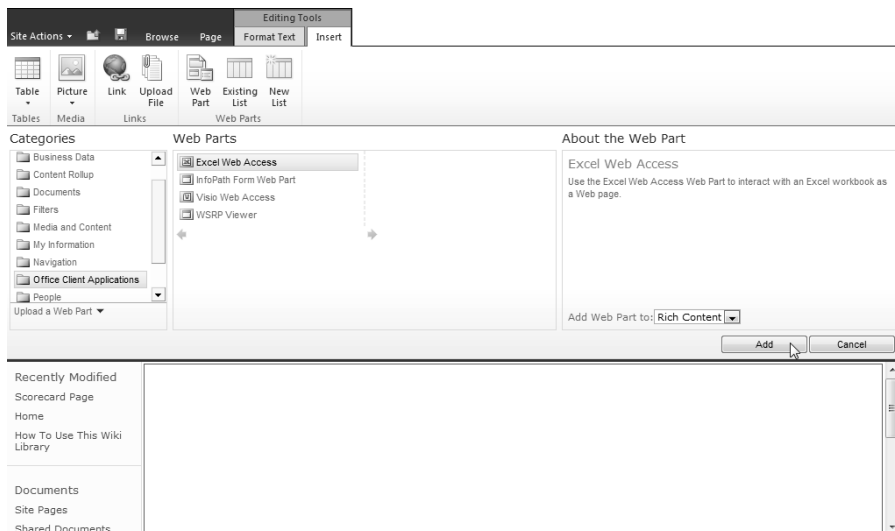 Editing Tools
Site Actions Browse Page Format Text Insert
Table Picture Link Upload File Web Part Existing List New List
Tables Media Links Web Parts
Categories
Business Data
Content Rollup
Documents
Filters
Media and Content
My Information
Navigation
Office Client Applications
People
Upload a Web Part
Web Parts
Excel Web Access
InfoPath Form Web Part
Visio Web Access
WSRP Viewer
About the Web Part
Excel Web Access
Use the Excel Web Access Web Part to interact with an Excel workbook as
a Web page.
Add Web Part to: Rich Content
Add Cancel
Recently Modified
Scorecard Page
Home
How To Use This Wiki
Library
Documents
Site Pages
Shared Documents